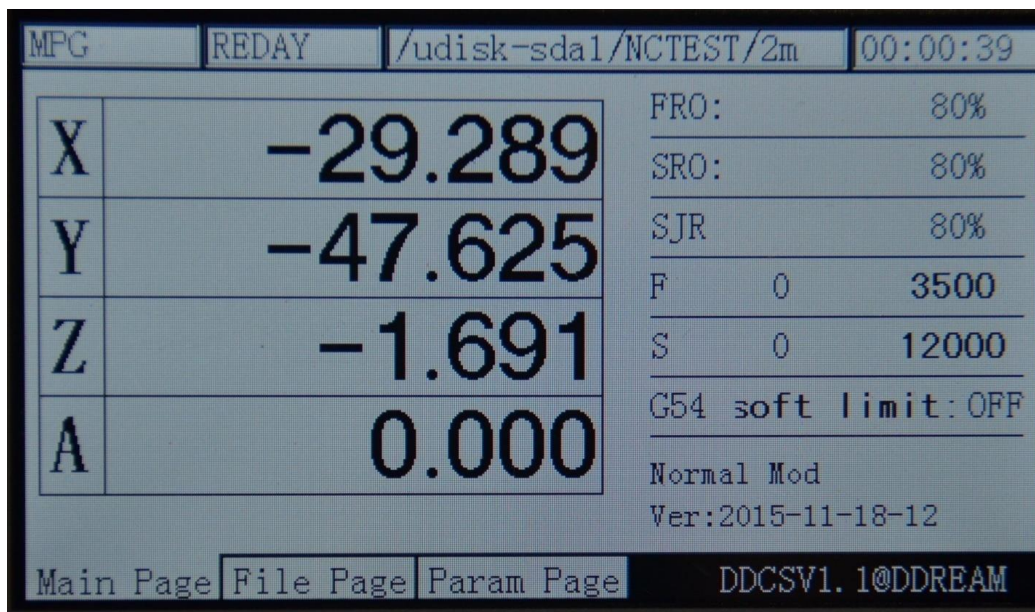 MPG REDAY /udisk-sda1/NCTEST/2m 00:00:39
X -29.289
Y -47.625
Z -1.691
A 0.000
FRO: 80%
SRO: 80%
SJR 80%
F 0 3500
S 0 12000
G54 soft limit:OFF
Normal Mod
Ver:2015-11-18-12
Main Page File Page Param Page DDCSV1.1@DDREAM